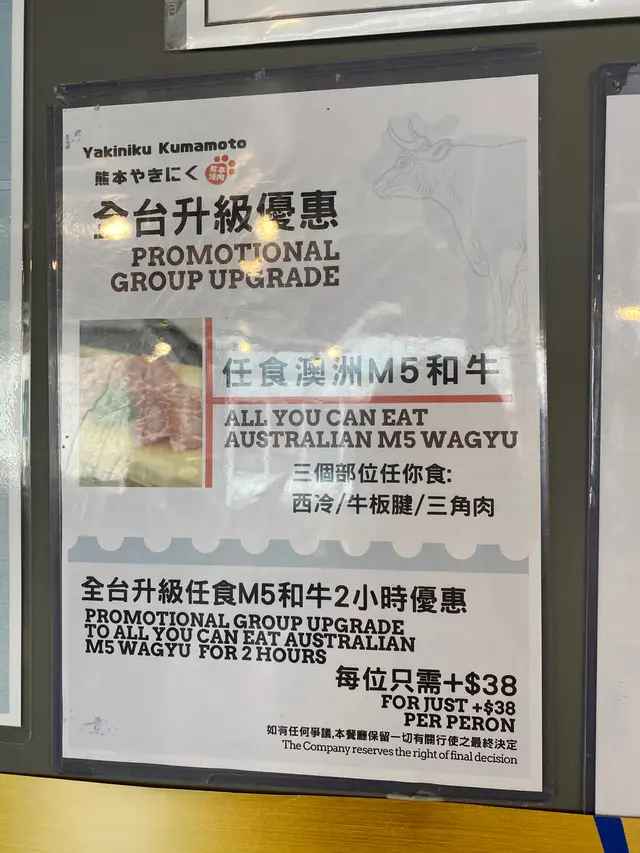 Yakiniku Kumamoto
熊本やきにく
全台升級優惠
PROMOTIONAL
GROUP UPGRADE
任食澳洲M5和牛
ALL YOU CAN EAT
AUSTRALIAN M5 WAGYU
三個部位任你食:
西冷/牛板腱/三角肉
全台升級任食M5和牛2小時優惠
PROMOTIONAL GROUP UPGRADE
TO ALL YOU CAN EAT AUSTRALIAN
M5 WAGYU FOR 2 HOURS
每位只需+$38
FOR JUST +$38
PER PERON
如有任何爭議,本餐廳保留一切有關行使之最終決定
The Company reserves the right of final decision